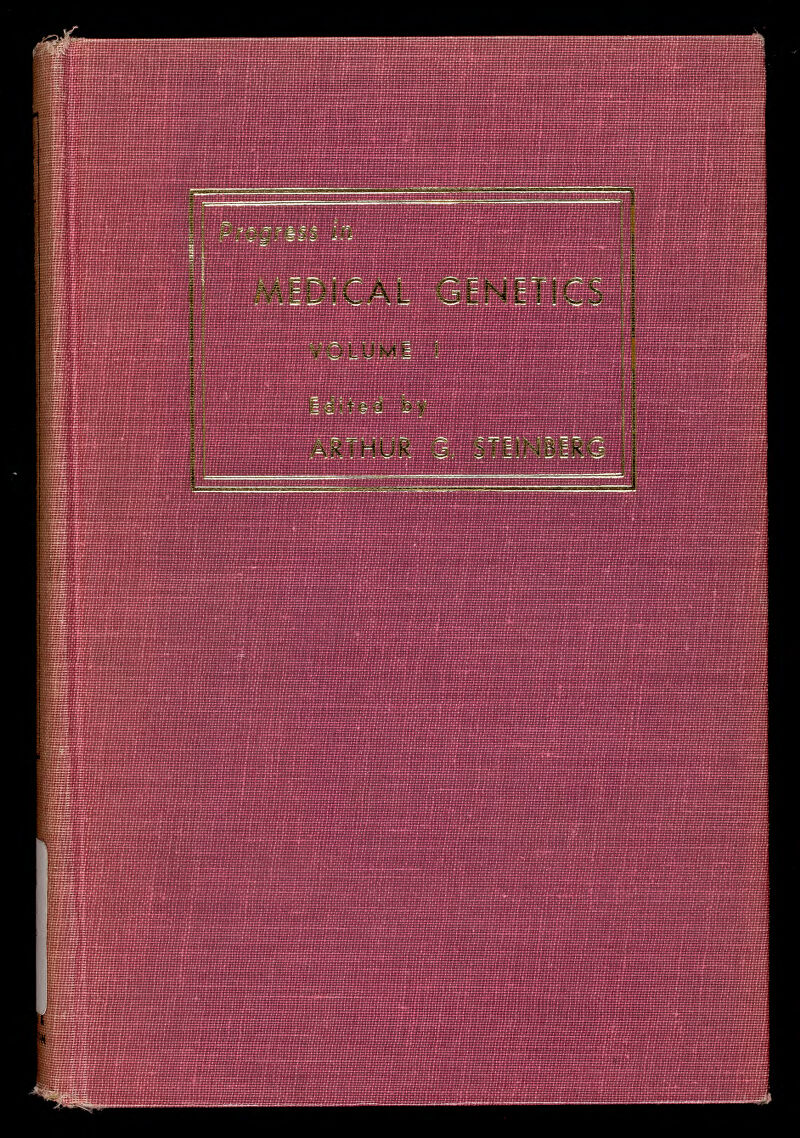 Progress in
MEDICAL GENETICS
VOLUME I
Edited by
ARTHUR G. STEINBERG